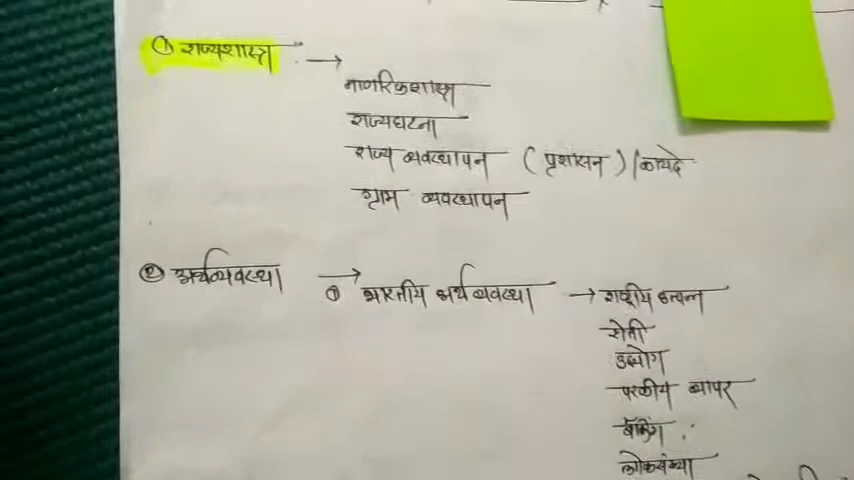 ① राज्यशास्त्र →
नागरिकशास्त्र
राज्यघटना
राज्य व्यवस्थापन (प्रशासन) / कायदे
ग्राम व्यवस्थापन
② अर्थव्यवस्था → ① भारतीय अर्थव्यवस्था → राष्ट्रीय उत्पन्न
शेती
उद्योग
परकीय व्यापर
बँकिंग
लोकसंख्या